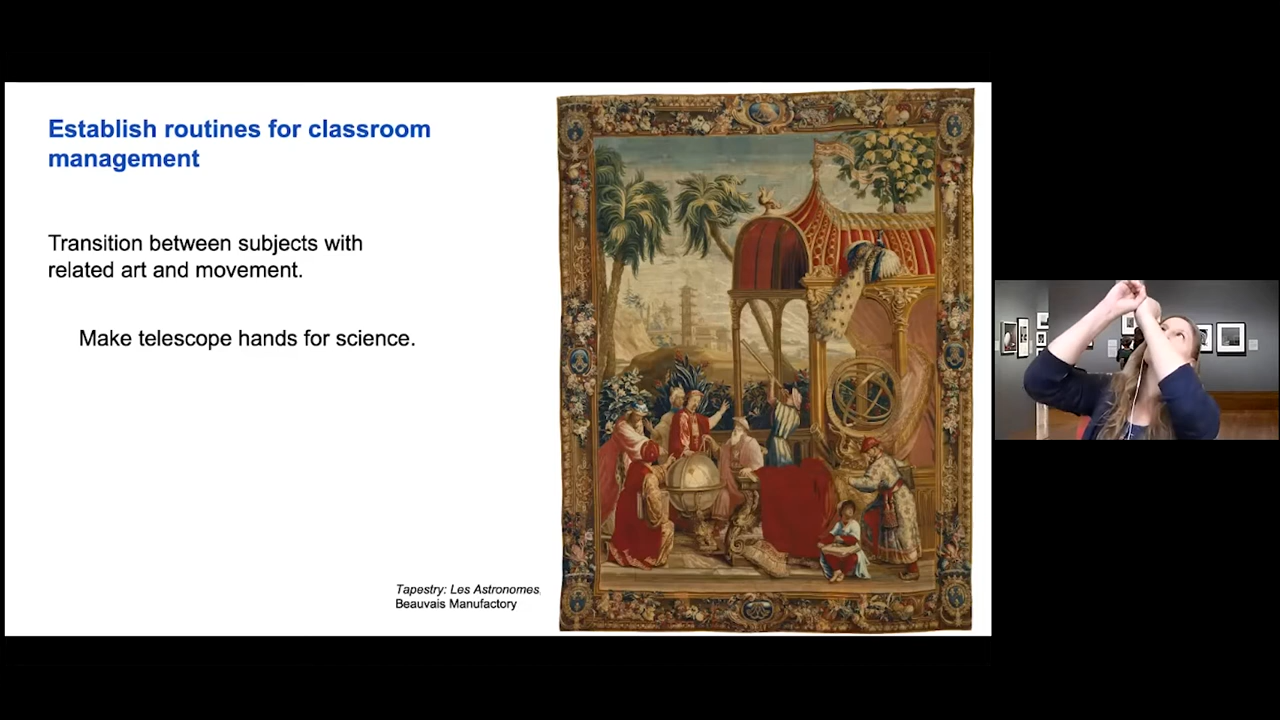 Establish routines for classroom
management
Transition between subjects with
related art and movement.
Make telescope hands for science.
Tapestry: Les Astronomes,
Beauvais Manufactory